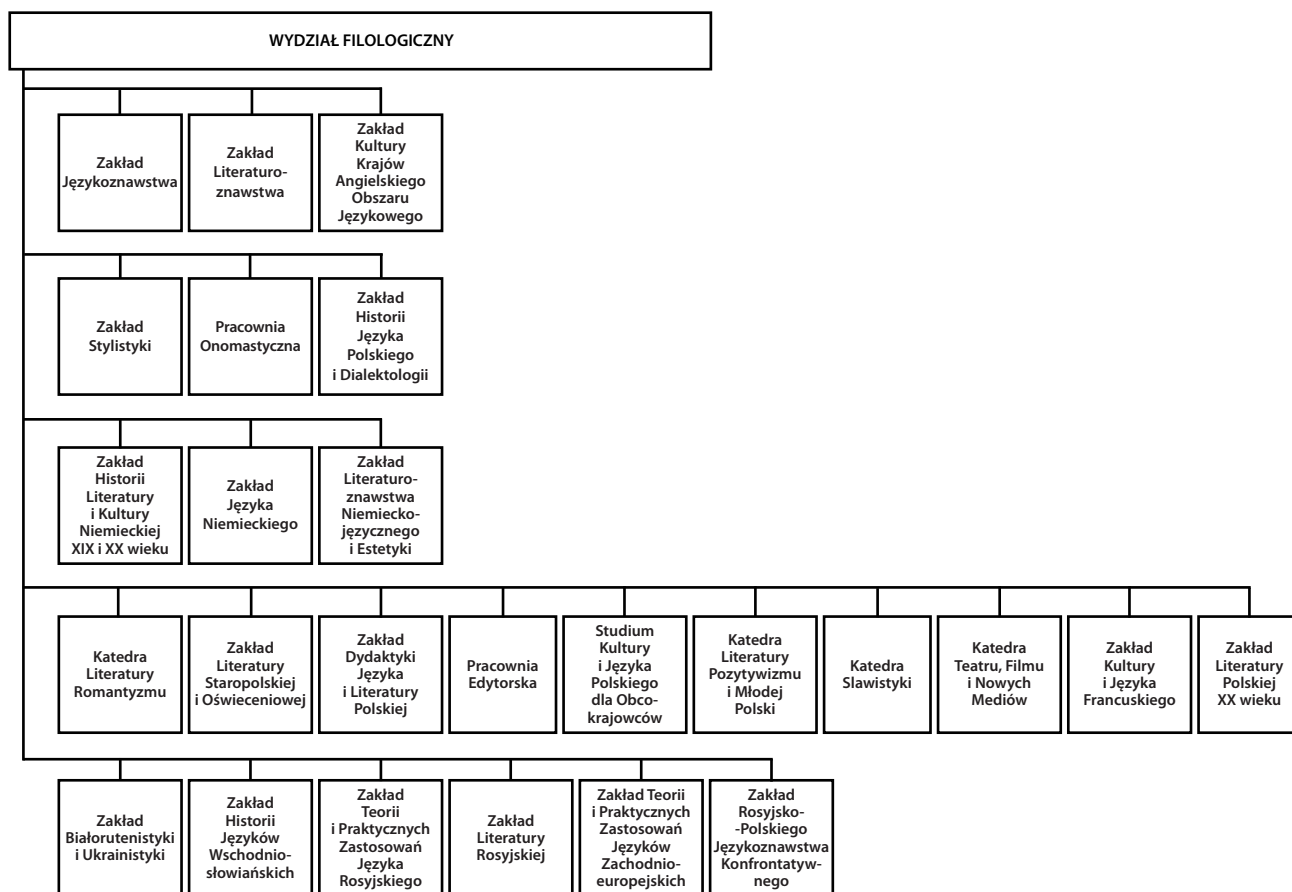 WYDZIAŁ FILOLOGICZNY
Zakład
Językoznawstwa
Zakład
Literaturo-
znawstwa
Zakład
Kultury
Krajów
Angielskiego
Obszaru
Językowego
Zakład
Stylistyki
Pracownia
Onomastyczna
Zakład
Historii
Języka
Polskiego
i Dialektologii
Zakład
Historii
Literatury
i Kultury
Niemieckiej
XIX i XX wieku
Zakład
Języka
Niemieckiego
Zakład
Literaturo-
znawstwa
Niemiecko-
języcznego
i Estetyki
Katedra
Literatury
Romantyzmu
Zakład
Literatury
Staropolskiej
i Oświeceniowej
Zakład
Dydaktyki
Języka
i Literatury
Polskiej
Pracownia
Edytorska
Studium
Kultury
i Języka
Polskiego
dla Obco-
krajowców
Katedra
Literatury
Pozytywizmu
i Młodej
Polski
Katedra
Slawistyki
Katedra
Teatru, Filmu
i Nowych
Mediów
Zakład
Kultury
i Języka
Francuskiego
Zakład
Literatury
Polskiej
XX wieku
Zakład
Białorutenistyki
i Ukrainistyki
Zakład
Historii
Języków
Wschodnio-
słowiańskich
Zakład
Teorii
i Praktycznych
Zastosowań
Języka
Rosyjskiego
Zakład
Literatury
Rosyjskiej
Zakład Teorii
i Praktycznych
Zastosowań
Języków
Zachodnio-
europejskich
Zakład
Rosyjsko-
-Polskiego
Językoznawstwa
Konfrontatyw-
nego